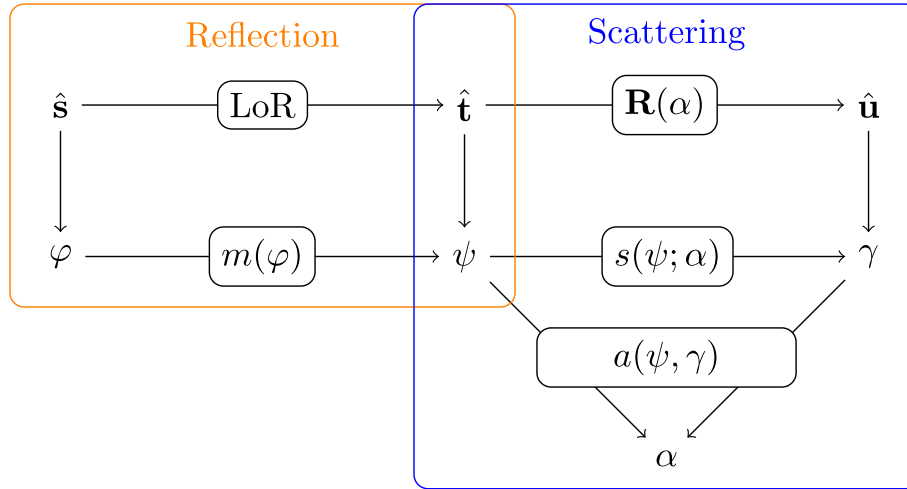 Reflection
Scattering
ŝ LoR t̂ R(α) û
φ m(φ) ψ s(ψ; α) γ
a(ψ, γ)
α